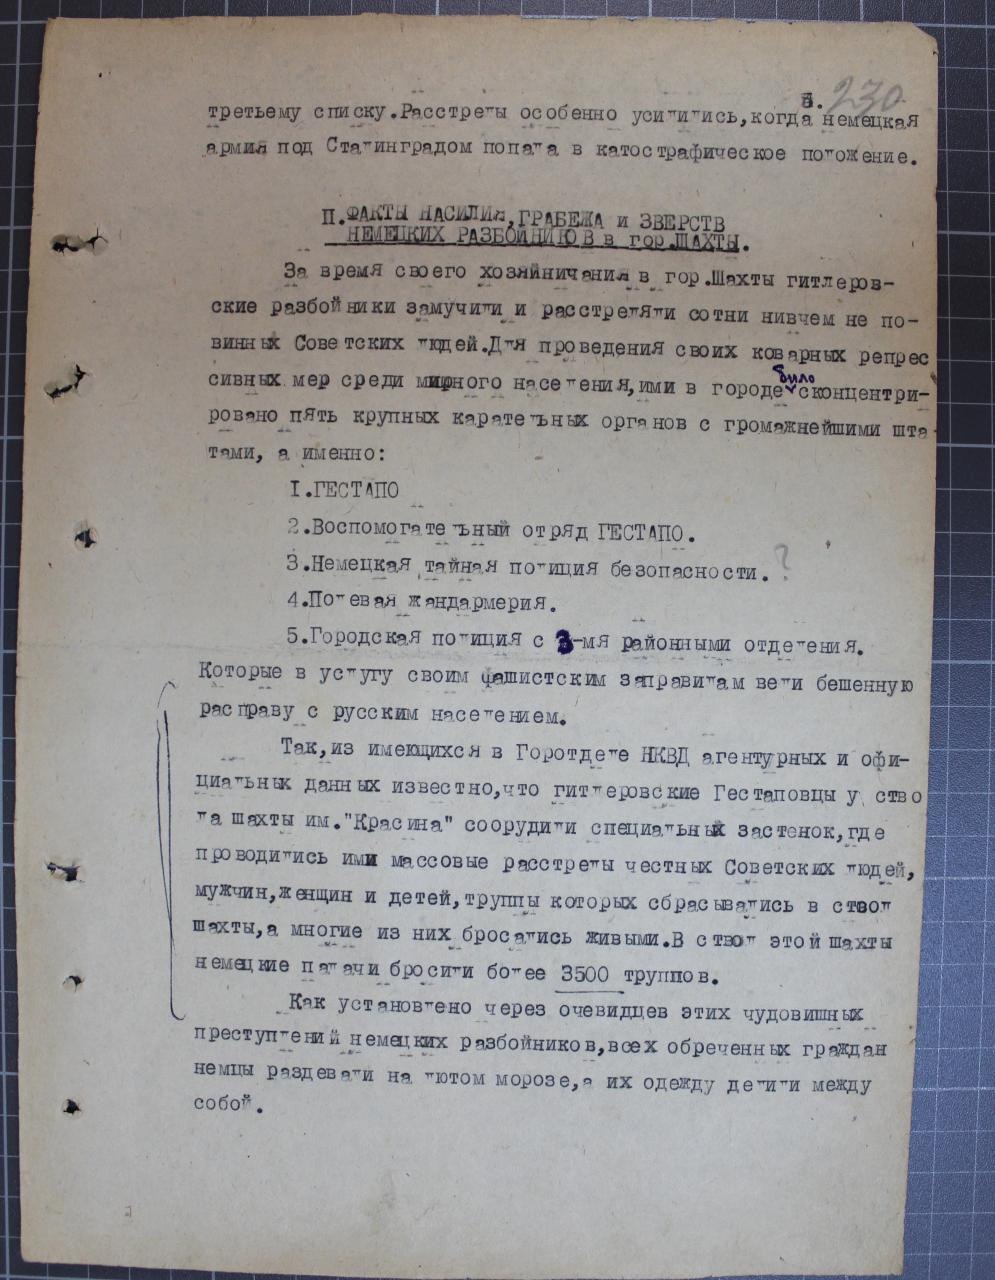 3. 230
третьему списку.Расстрелы особенно усилились,когда немецкая
армия под Сталинградом попала в катострафическое положение.
П.ФАКТЫ НАСИЛИЯ,ГРАБЕЖА и ЗВЕРСТВ
НЕМЕЦКИХ РАЗБОЙНИКОВ в гор.ШАХТЫ.
За время своего хозяйничания в гор.Шахты гитлеров-
ские разбойники замучили и расстреляли сотни нивчем не по-
винных Советских людей.Для проведения своих коварных репрес
сивных мер среди мирного населения,ими в городе было сконцентри-
ровано пять крупных карательных органов с громажнейшими шта
тами, а именно:
I.ГЕСТАПО
2.Воспомогательный отряд ГЕСТАПО.
3.Немецкая тайная полиция безопасности. ?
4.Полевая жандармерия.
5.Городская полиция с 3-мя районными отделения.
Которые в услугу своим фашистским заправилам вели бешенную
расправу с русским населением.
Так,из имеющихся в Горотделе НКВД агентурных и офи-
циальных данных известно,что гитлеровские Гестаповцы у ство
ла шахты им."Красина" соорудили специальный застенок,где
проводились ими массовые расстрелы честных Советских людей,
мужчин,женщин и детей,труппы которых сбрасывались в ствол
шахты,а многие из них бросались живыми.В ствол этой шахты
немецкие палачи бросили более 3500 труппов.
Как установлено через очевидцев этих чудовишных
преступлений немецких разбойников,всех обреченных граждан
немцы раздевали на лютом морозе,а их одежду делили между
собой.